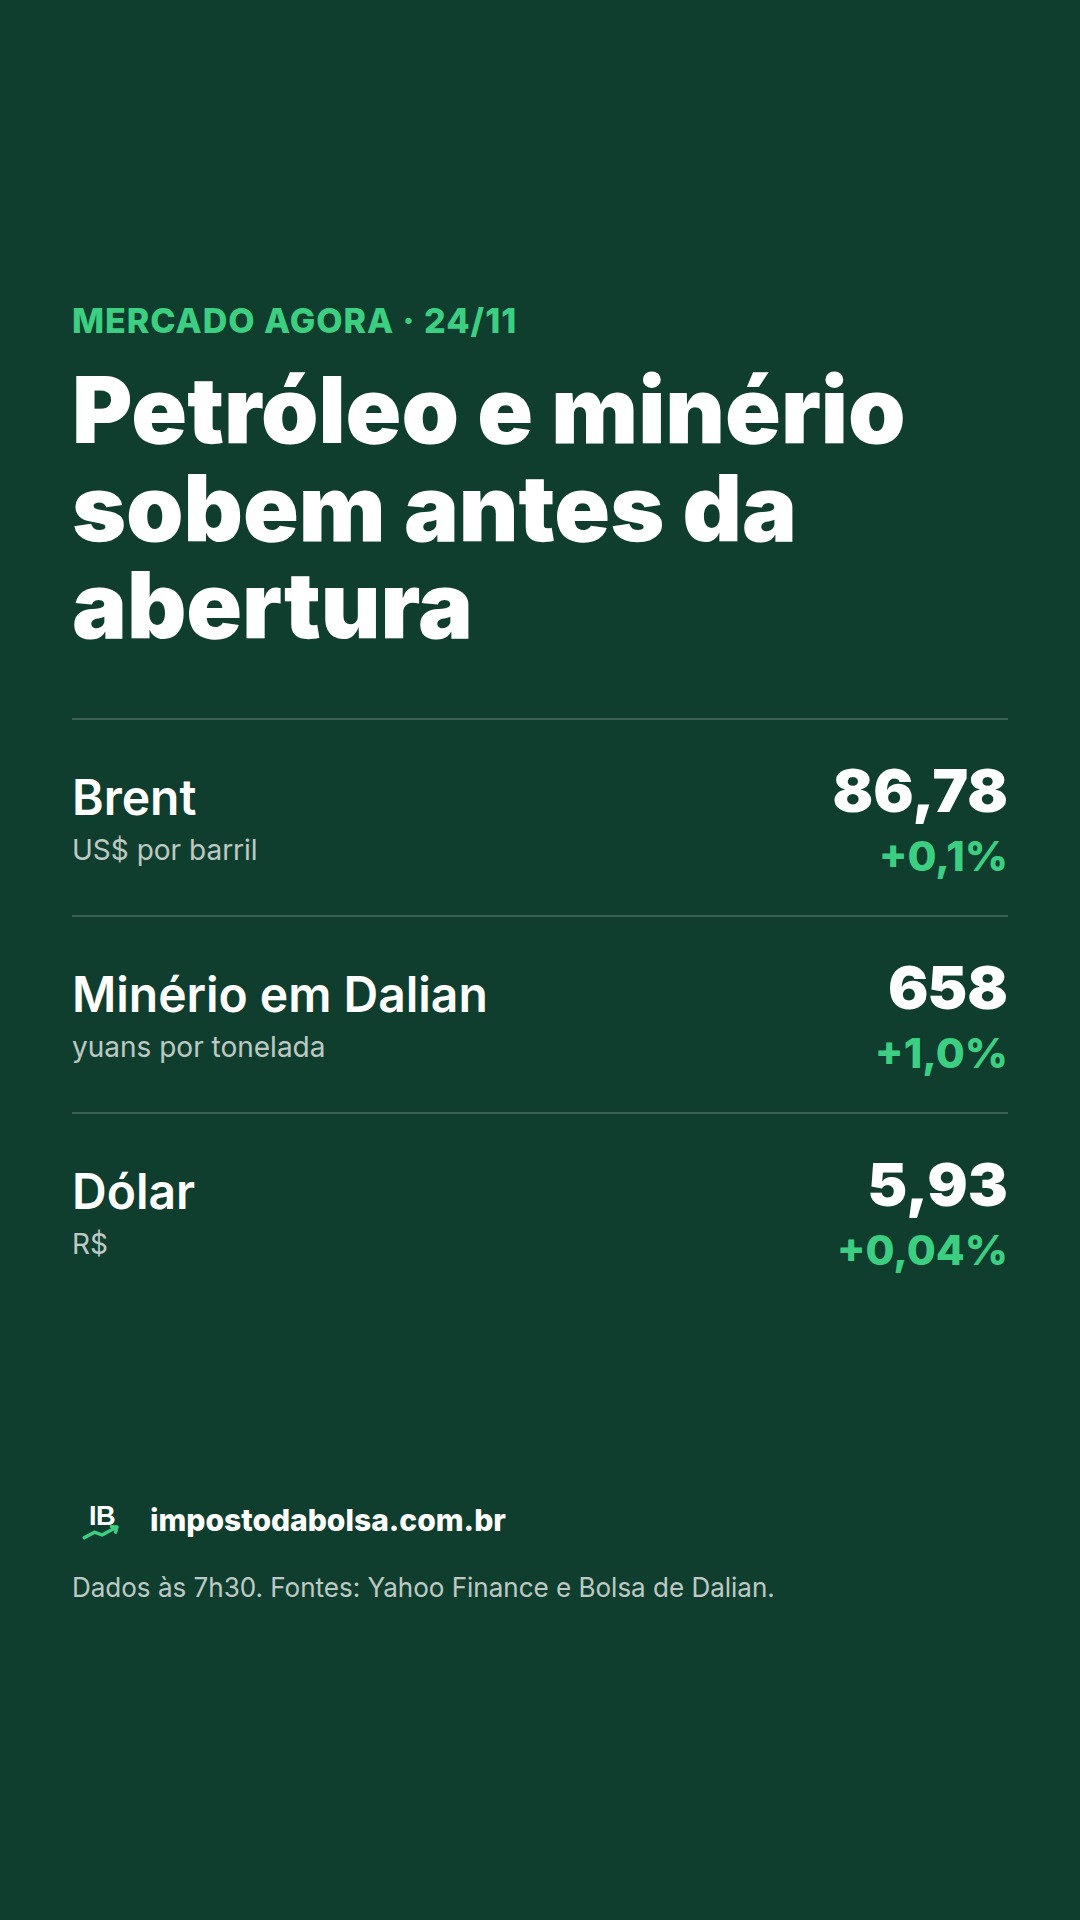 MERCADO AGORA · 24/11
Petróleo e minério
sobem antes da
abertura
Brent
US$ por barril
86,78
+0,1%
Minério em Dalian
yuans por tonelada
658
+1,0%
Dólar
R$
5,93
+0,04%
IB
impostodabolsa.com.br
Dados às 7h30. Fontes: Yahoo Finance e Bolsa de Dalian.